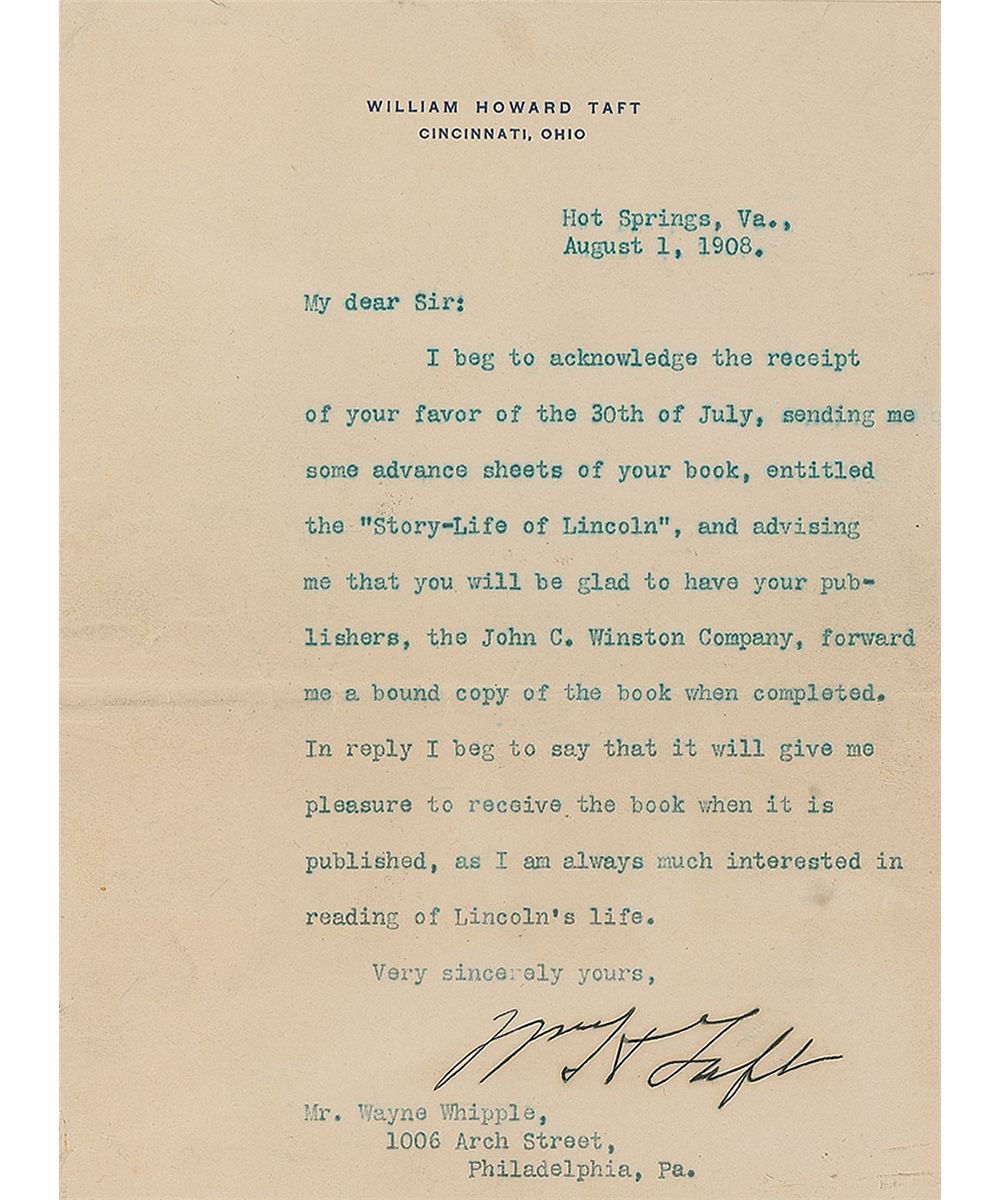 WILLIAM HOWARD TAFT
CINCINNATI, OHIO
Hot Springs, Va.,
August 1, 1908.
My dear Sir:
I beg to acknowledge the receipt
of your favor of the 30th of July, sending me
some advance sheets of your book, entitled
the "Story-Life of Lincoln", and advising
me that you will be glad to have your pub-
lishers, the John C. Winston Company, forward
me a bound copy of the book when completed.
In reply I beg to say that it will give me
pleasure to receive the book when it is
published, as I am always much interested in
reading of Lincoln's life.
Very sincerely yours,
Wm H Taft
Mr. Wayne Whipple,
1006 Arch Street,
Philadelphia, Pa.